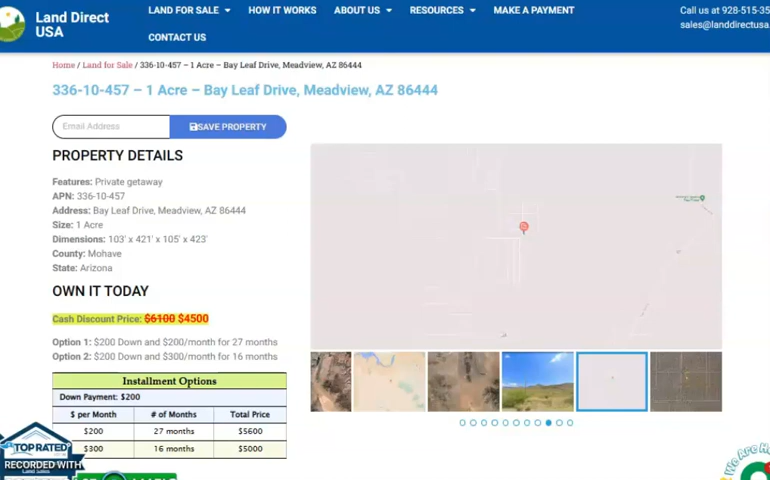 Land Direct
USA
LAND FOR SALE
HOW IT WORKS
ABOUT US
RESOURCES
MAKE A PAYMENT
CONTACT US
Call us at 928-515-35
sales@landdirectusa.
Home / Land for Sale / 336-10-457 – 1 Acre – Bay Leaf Drive, Meadview, AZ 86444
336-10-457 – 1 Acre – Bay Leaf Drive, Meadview, AZ 86444
Email Address
SAVE PROPERTY
PROPERTY DETAILS
Features: Private getaway
APN: 336-10-457
Address: Bay Leaf Drive, Meadview, AZ 86444
Size: 1 Acre
Dimensions: 103' x 421' x 105' x 423'
County: Mohave
State: Arizona
OWN IT TODAY
Cash Discount Price: $6100 $4500
Option 1: $200 Down and $200/month for 27 months
Option 2: $200 Down and $300/month for 16 months
Installment Options
Down Payment: $200
$ per Month # of Months Total Price
$200 27 months $5600
$300 16 months $5000
TOP RATED
RECORDED WITH
We Are He